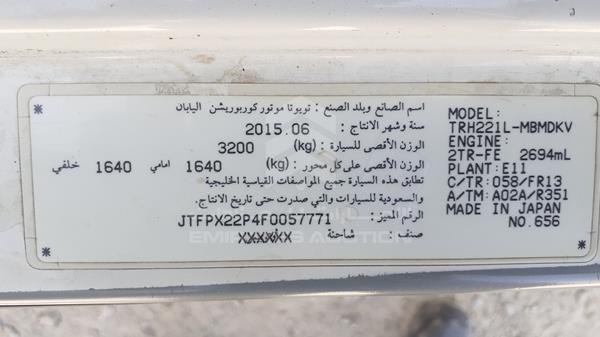 اسم الصانع وبلد الصنع : تويوتا موتور كوربوريشن اليابان
سنة وشهر الانتاج : 2015.06
الوزن الأقصى للسيارة : (kg) 3200
الوزن الأقصى على كل محور : (kg) 1640 امامي 1640 خلفي
تطابق هذه السيارة جميع المواصفات القياسية الخليجية
والسعودية للسيارات والتي صدرت حتى تاريخ الانتاج .
الرقم المميز : JTFPX22P4F0057771
صنف : شاحنة XXXXXX
MODEL:
TRH221L-MBMDKV
ENGINE:
2TR-FE 2694mL
PLANT: E11
C/TR: 058/FR13
A/TM: A02A/R351
MADE IN JAPAN
NO.656
EMIRATES AUCTION